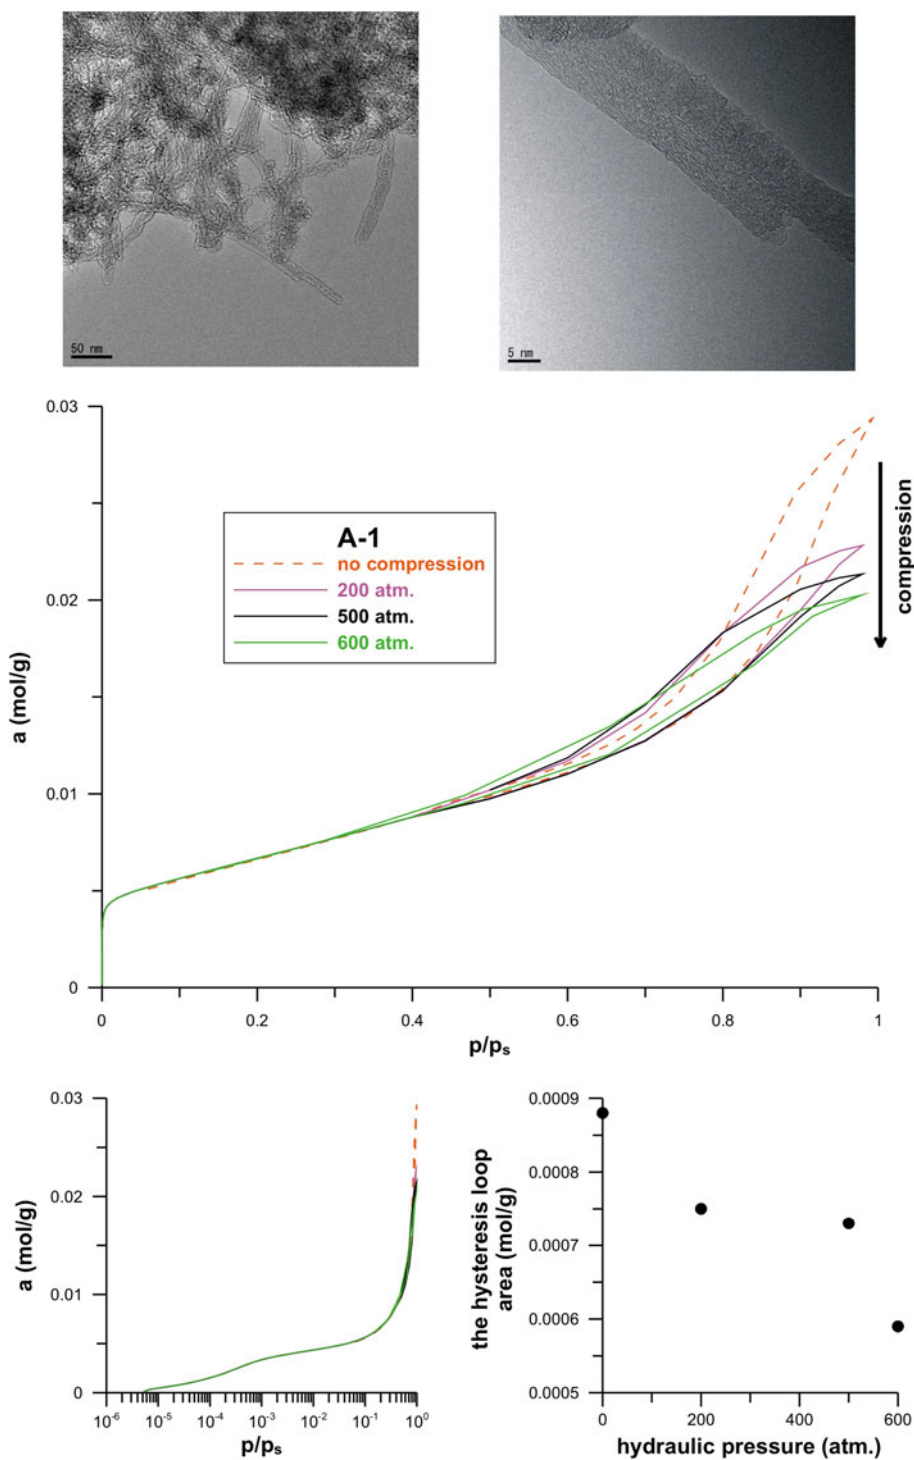 50 nm
5 nm
0.03
0.02
0.01
0
a (mol/g)
A-1
no compression
200 atm.
500 atm.
600 atm.
compression
0
0.2
0.4
0.6
0.8
1
p/pₛ
0.03
0.02
0.01
0
a (mol/g)
10⁻⁶
10⁻⁵
10⁻⁴
10⁻³
10⁻²
10⁻¹
10⁰
p/pₛ
0.0009
0.0008
0.0007
0.0006
0.0005
the hysteresis loop
area (mol/g)
0
200
400
600
hydraulic pressure (atm.)